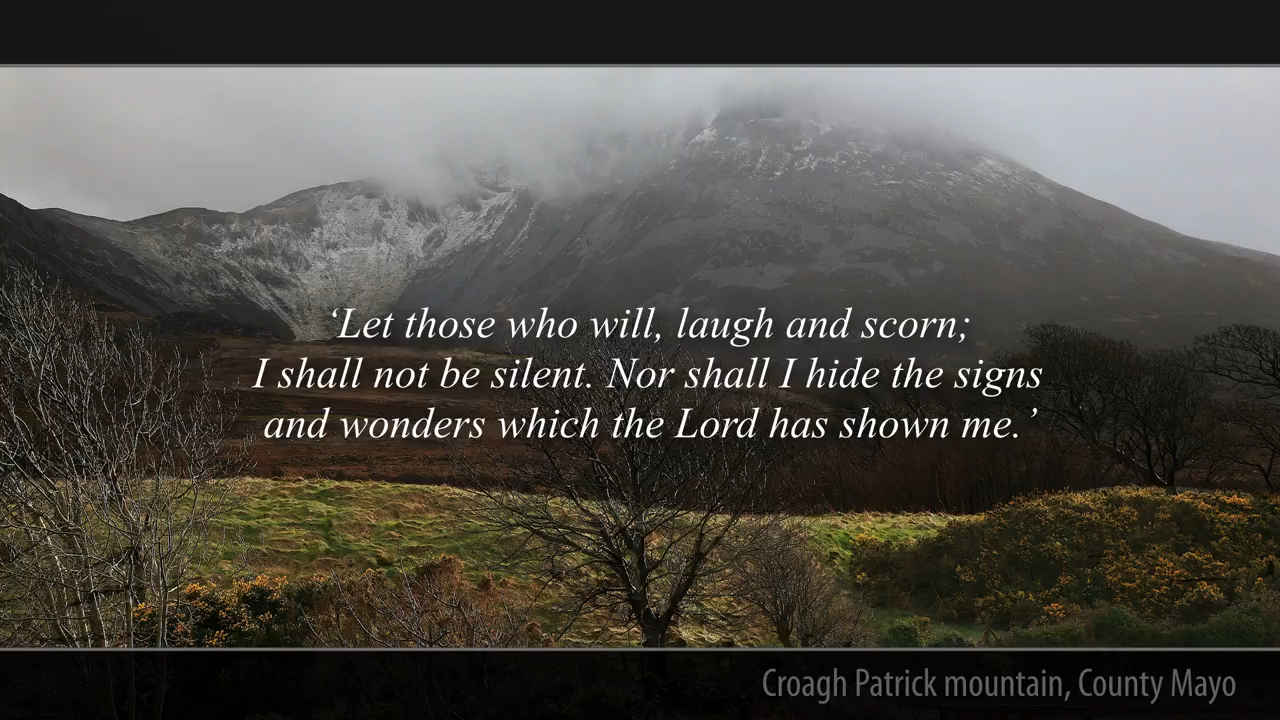 ‘Let those who will, laugh and scorn;
I shall not be silent. Nor shall I hide the signs
and wonders which the Lord has shown me.’
Croagh Patrick mountain, County Mayo